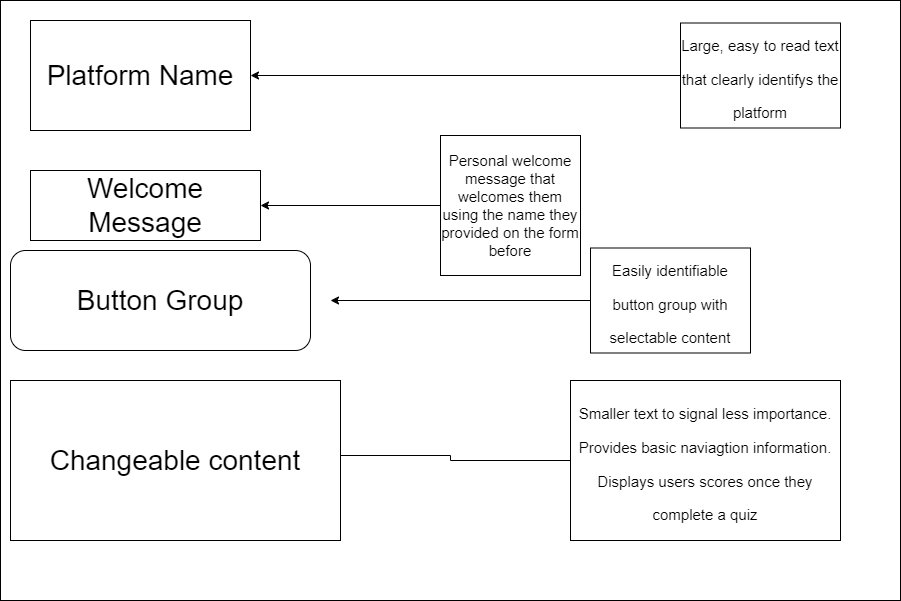 Platform Name
Large, easy to read text
that clearly identifys the
platform
Welcome
Message
Personal welcome
message that
welcomes them
using the name they
provided on the form
before
Button Group
Easily identifiable
button group with
selectable content
Changeable content
Smaller text to signal less importance.
Provides basic naviagtion information.
Displays users scores once they
complete a quiz